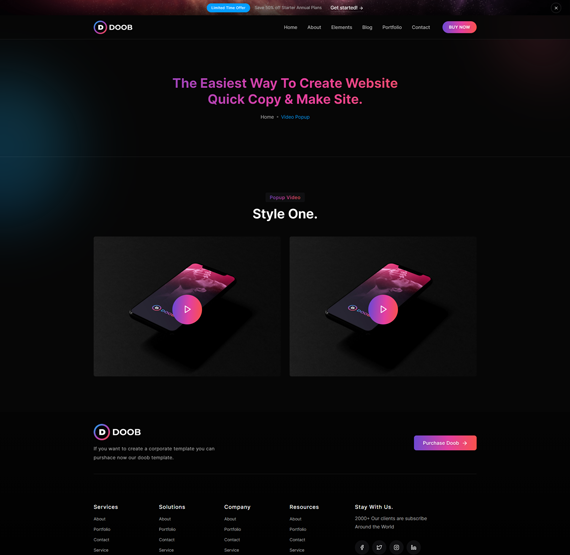 Limited Time Offer Save 50% off Starter Annual Plans Get started! →
DOOB Home About Elements Blog Portfolio Contact BUY NOW
The Easiest Way To Create Website
Quick Copy & Make Site.
Home • Video Popup
Popup Video
Style One.
DOOB
If you want to create a corporate template you can
purshace now our doob template.
Purchase Doob →
Services Solutions Company Resources Stay With Us.
About About About About 2000+ Our clients are subscribe
Around the World
Portfolio Portfolio Portfolio Portfolio
Contact Contact Contact Contact
Service Service Service Service